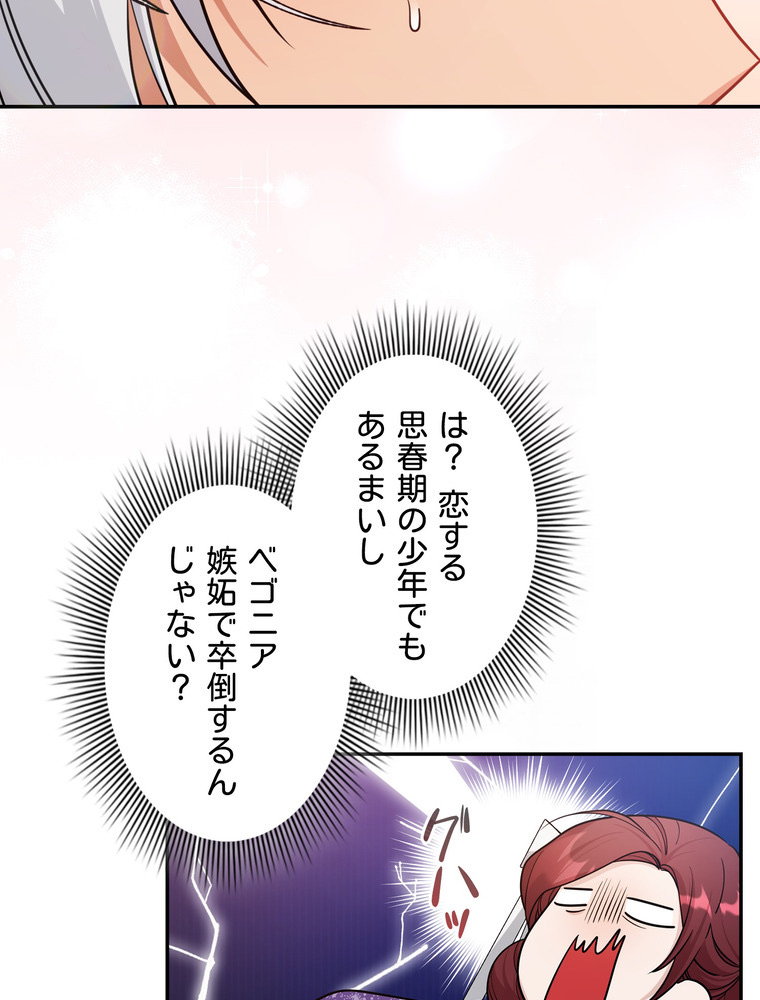 は？ 恋する
思春期の少年でも
あるまいし
ベゴニア
嫉妬で卒倒するん
じゃない？
グハッ